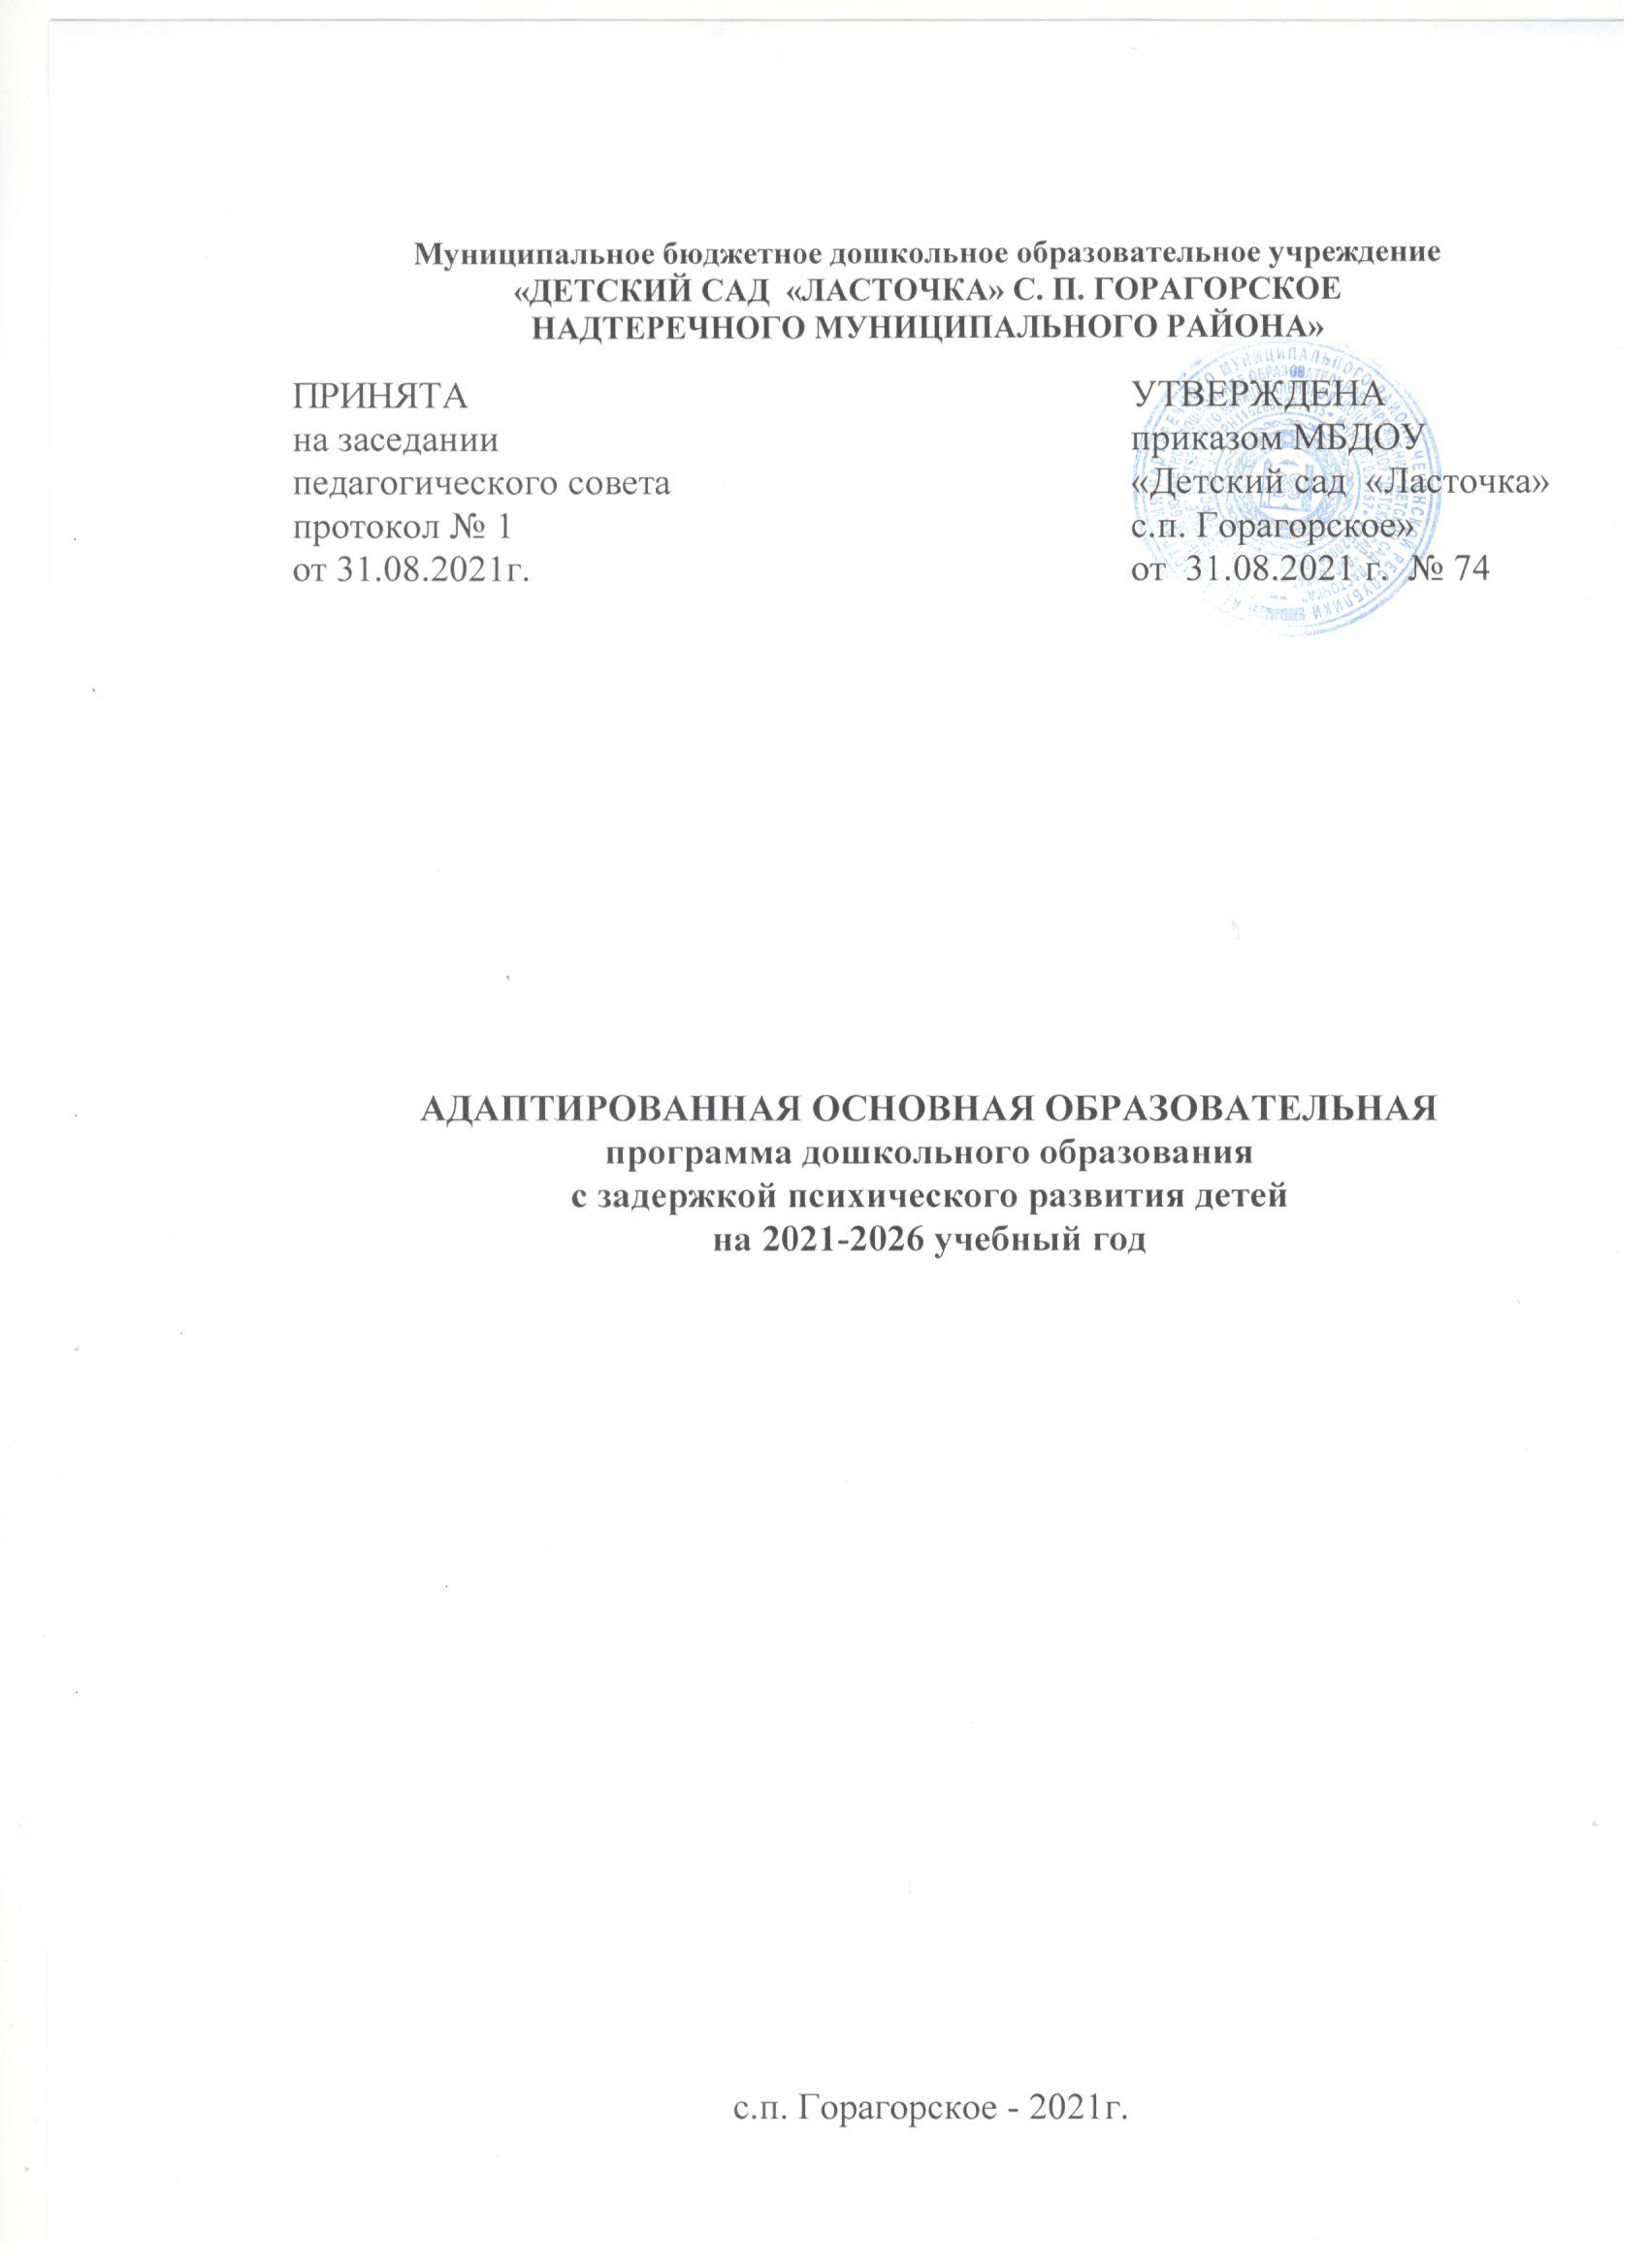 Муниципальное бюджетное дошкольное образовательное учреждение
«ДЕТСКИЙ САД «ЛАСТОЧКА» С. П. ГОРАГОРСКОЕ
НАДТЕРЕЧНОГО МУНИЦИПАЛЬНОГО РАЙОНА»
ПРИНЯТА
на заседании
педагогического совета
протокол № 1
от 31.08.2021г.
УТВЕРЖДЕНА
приказом МБДОУ
«Детский сад «Ласточка»
с.п. Горагорское»
от 31.08.2021 г. № 74
АДАПТИРОВАННАЯ ОСНОВНАЯ ОБРАЗОВАТЕЛЬНАЯ
программа дошкольного образования
с задержкой психического развития детей
на 2021-2026 учебный год
с.п. Горагорское - 2021г.